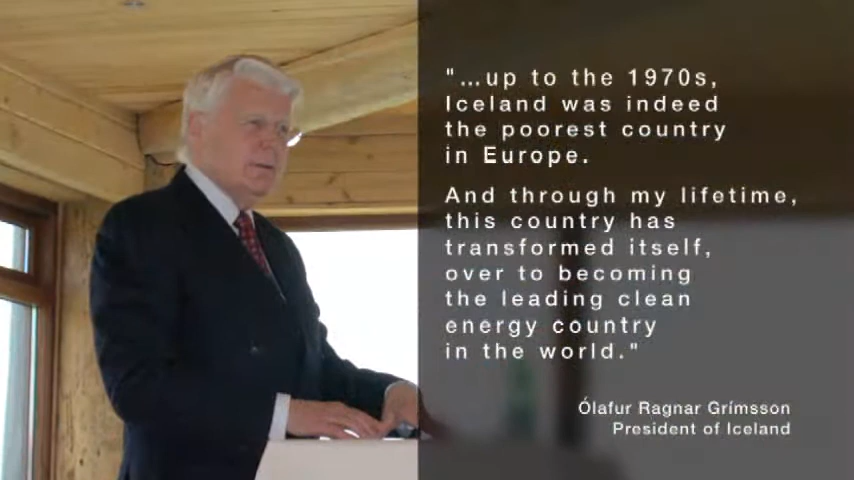 "...up to the 1970s,
Iceland was indeed
the poorest country
in Europe.
And through my lifetime,
this country has
transformed itself,
over to becoming
the leading clean
energy country
in the world."
Ólafur Ragnar Grímsson
President of Iceland